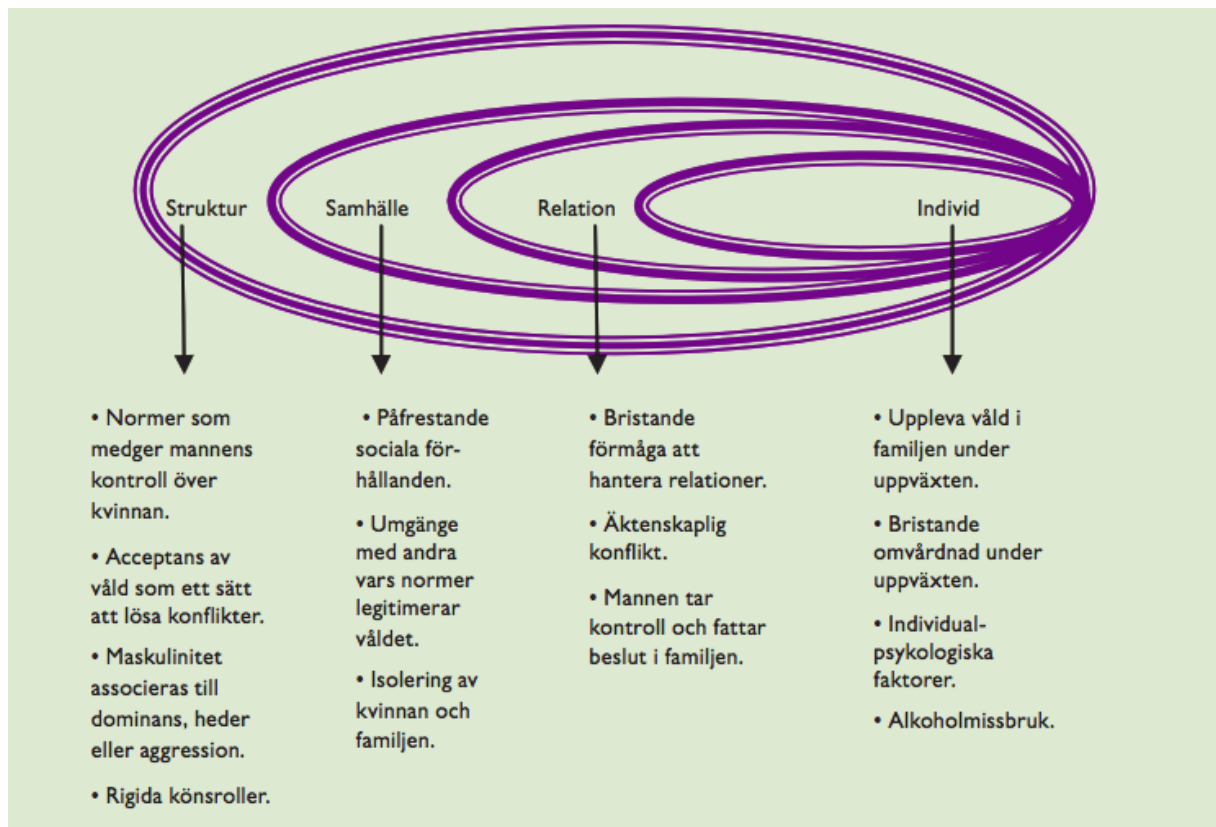 Struktur
Samhälle
Relation
Individ
• Normer som
medger mannens
kontroll över
kvinnan.
• Acceptans av
våld som ett sätt
att lösa konflikter.
• Maskulinitet
associeras till
dominans, heder
eller aggression.
• Rigida könsroller.
• Påfrestande
sociala för-
hållanden.
• Umgänge
med andra
vars normer
legitimerar
våldet.
• Isolering av
kvinnan och
familjen.
• Bristande
förmåga att
hantera relationer.
• Äktenskaplig
konflikt.
• Mannen tar
kontroll och fattar
beslut i familjen.
• Uppleva våld i
familjen under
uppväxten.
• Bristande
omvårdnad under
uppväxten.
• Individual-
psykologiska
faktorer.
• Alkoholmissbruk.